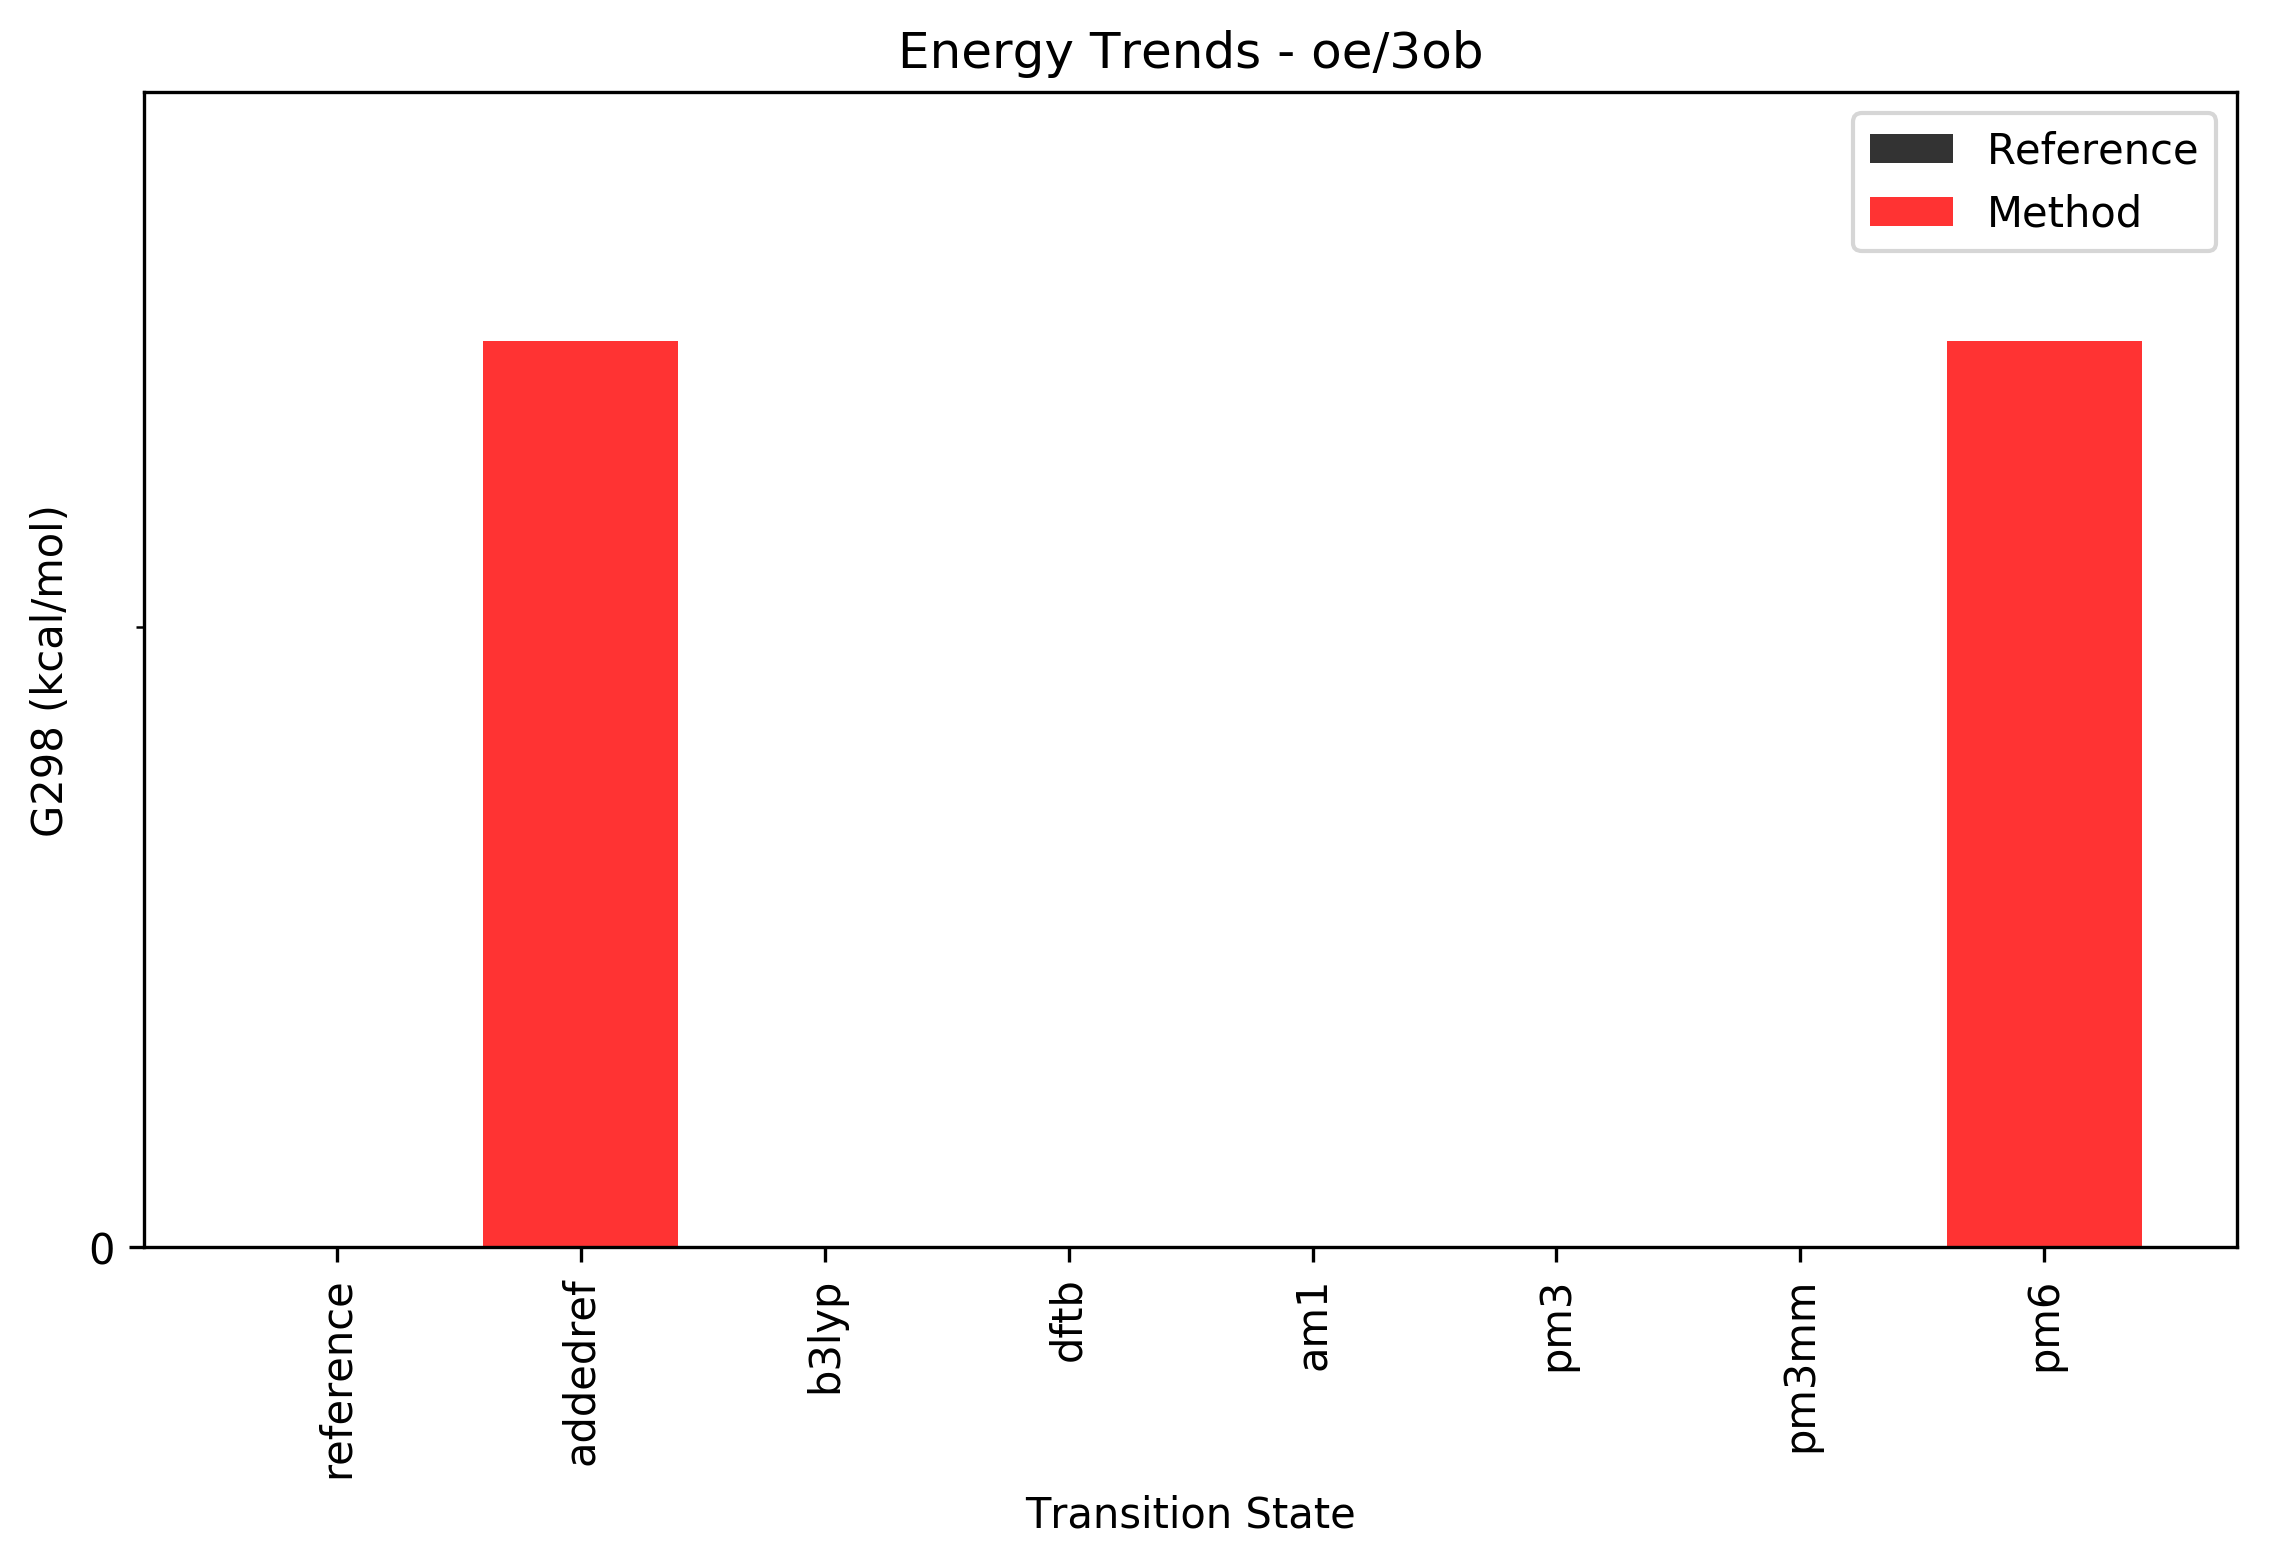 Energy Trends - oe/3ob
Reference
Method
G298 (kcal/mol)
0
reference
addedref
b3lyp
dftb
am1
pm3
pm3mm
pm6
Transition State